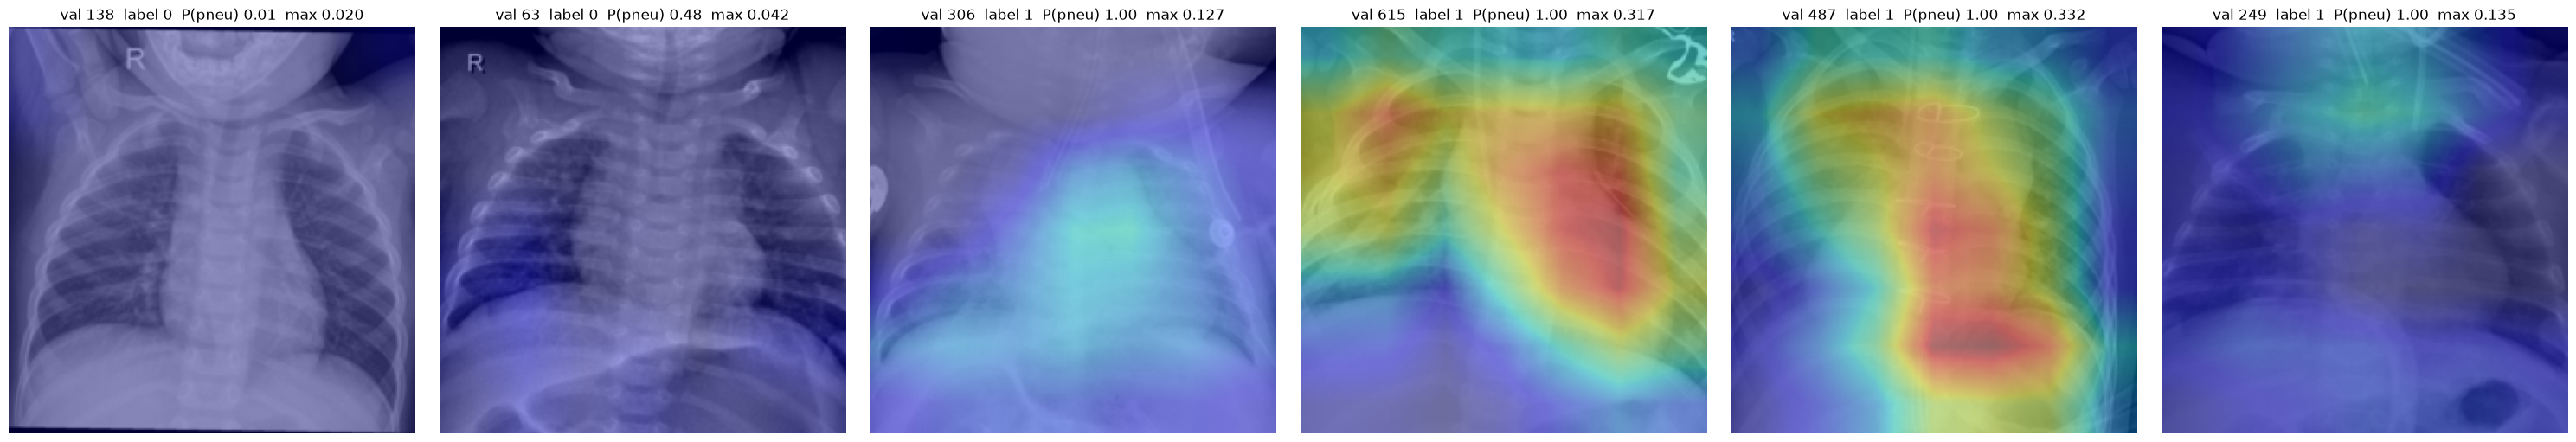 val 138 label 0 P(pneu) 0.01 max 0.020
val 63 label 0 P(pneu) 0.48 max 0.042
val 306 label 1 P(pneu) 1.00 max 0.127
val 615 label 1 P(pneu) 1.00 max 0.317
val 487 label 1 P(pneu) 1.00 max 0.332
val 249 label 1 P(pneu) 1.00 max 0.135
R
R